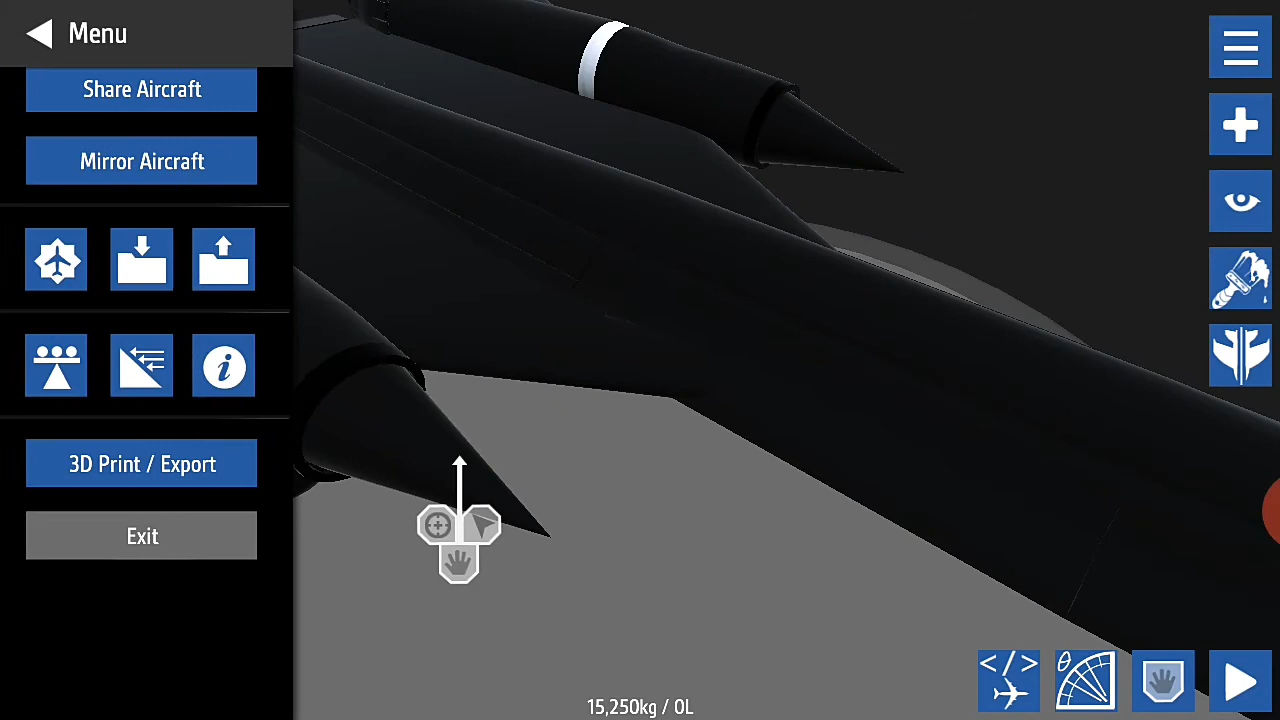 Menu
Share Aircraft
Mirror Aircraft
3D Print / Export
Exit
15,250kg / 0L